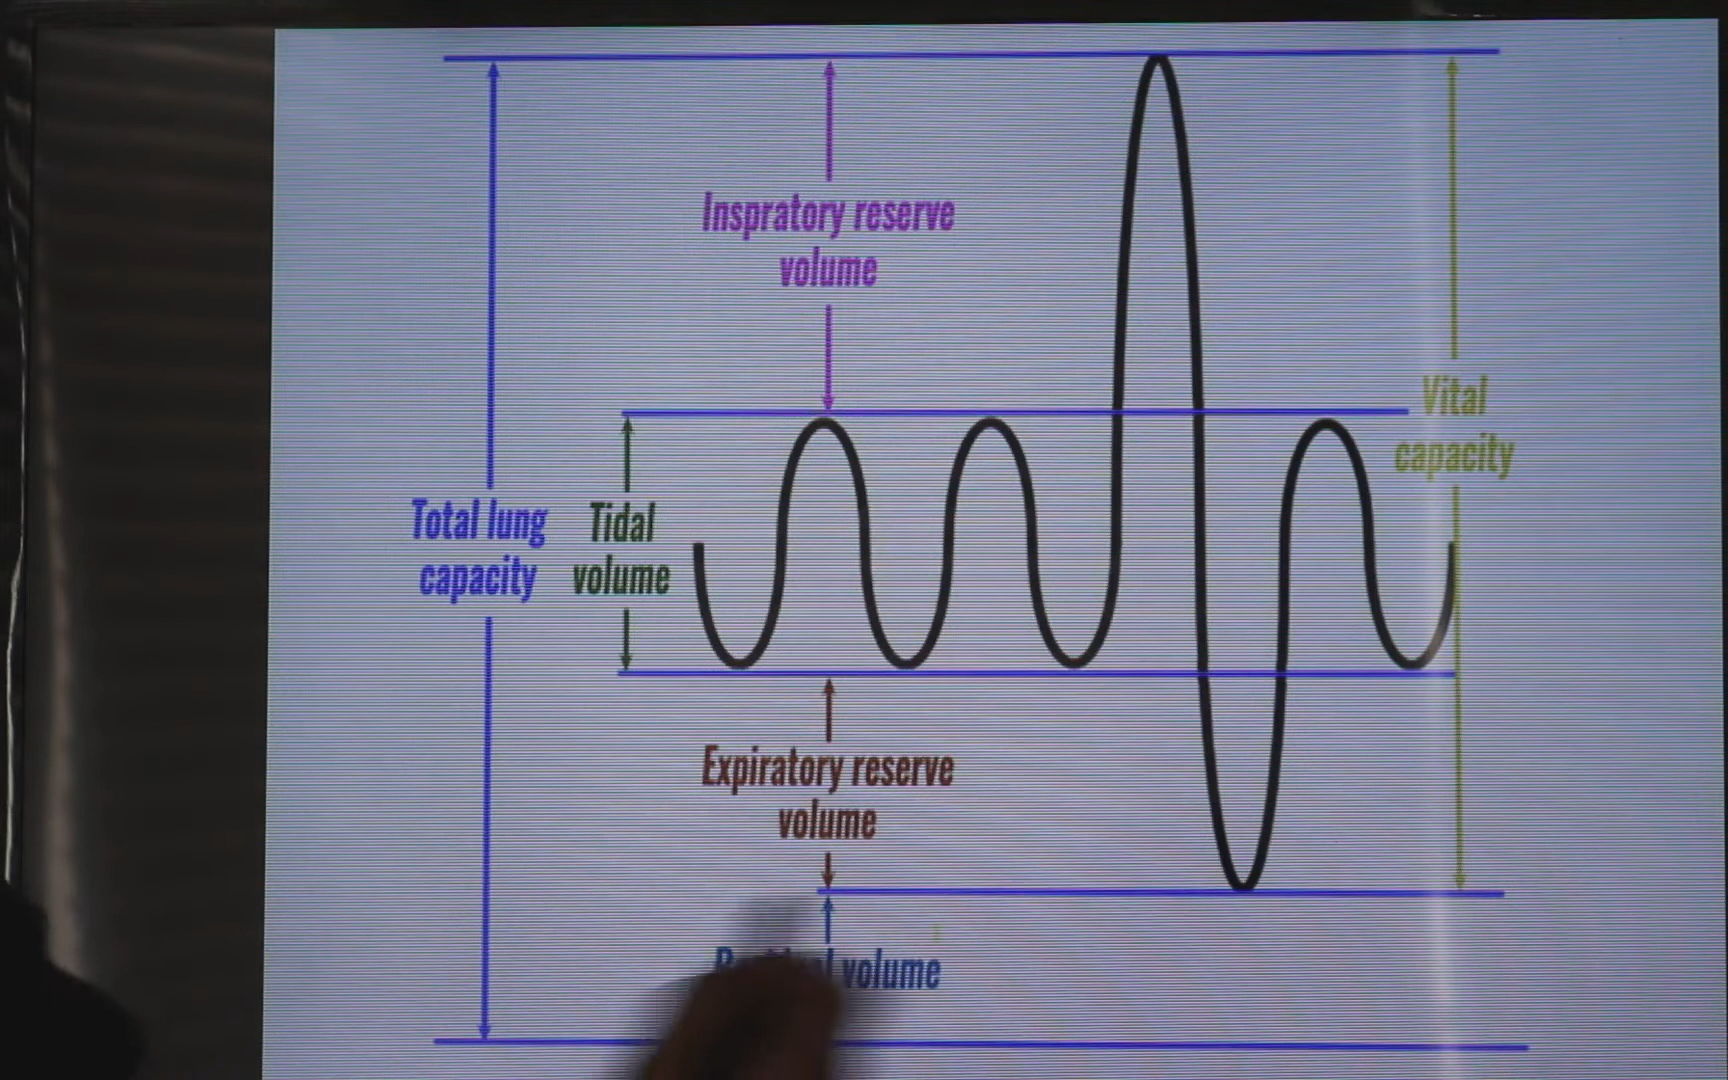 Inspratory reserve
volume
Vital
capacity
Total lung
capacity
Tidal
volume
Expiratory reserve
volume
volume